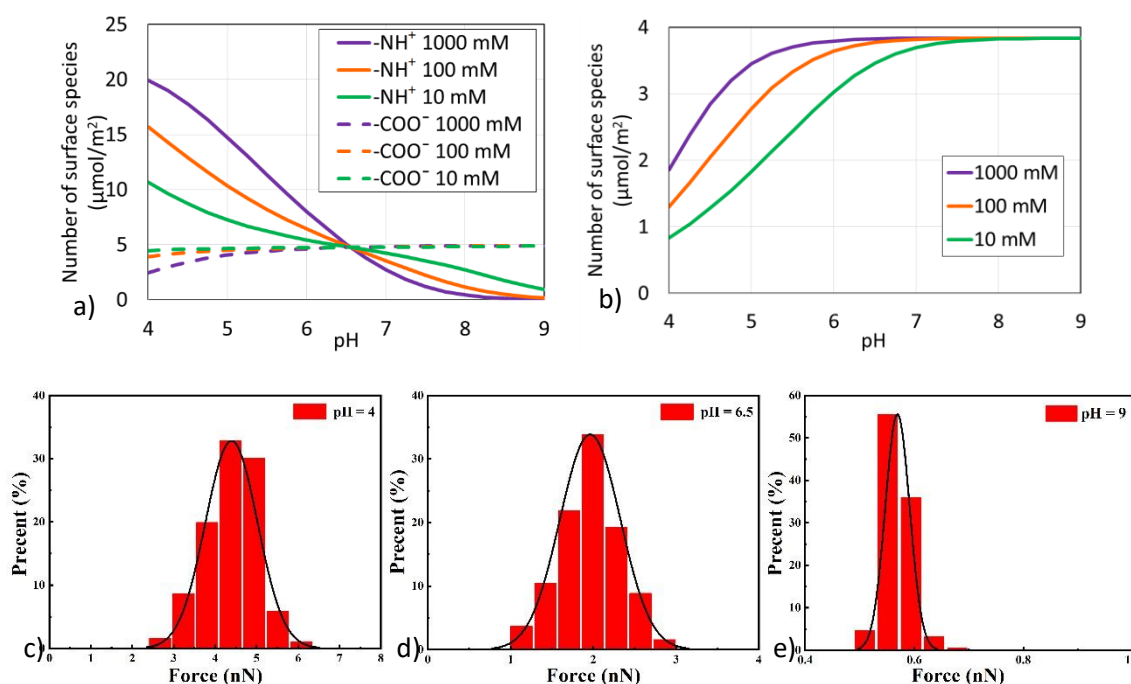 25
20
15
10
5
0
4 5 6 7 8 9
pH
Number of surface species
(µmol/m²)
-NH⁺ 1000 mM
-NH⁺ 100 mM
-NH⁺ 10 mM
-COO⁻ 1000 mM
-COO⁻ 100 mM
-COO⁻ 10 mM
a)
4
3
2
1
0
4 5 6 7 8 9
pH
Number of surface species
(µmol/m²)
1000 mM
100 mM
10 mM
b)
40
30
20
10
0
0 1 2 3 4 5 6 7 8
Precent (%)
Force (nN)
pH = 4
c)
40
30
20
10
0
0 1 2 3 4
Precent (%)
Force (nN)
pH = 6.5
d)
60
50
40
30
20
10
0
0.4 0.6 0.8 1
Precent (%)
Force (nN)
pH = 9
e)